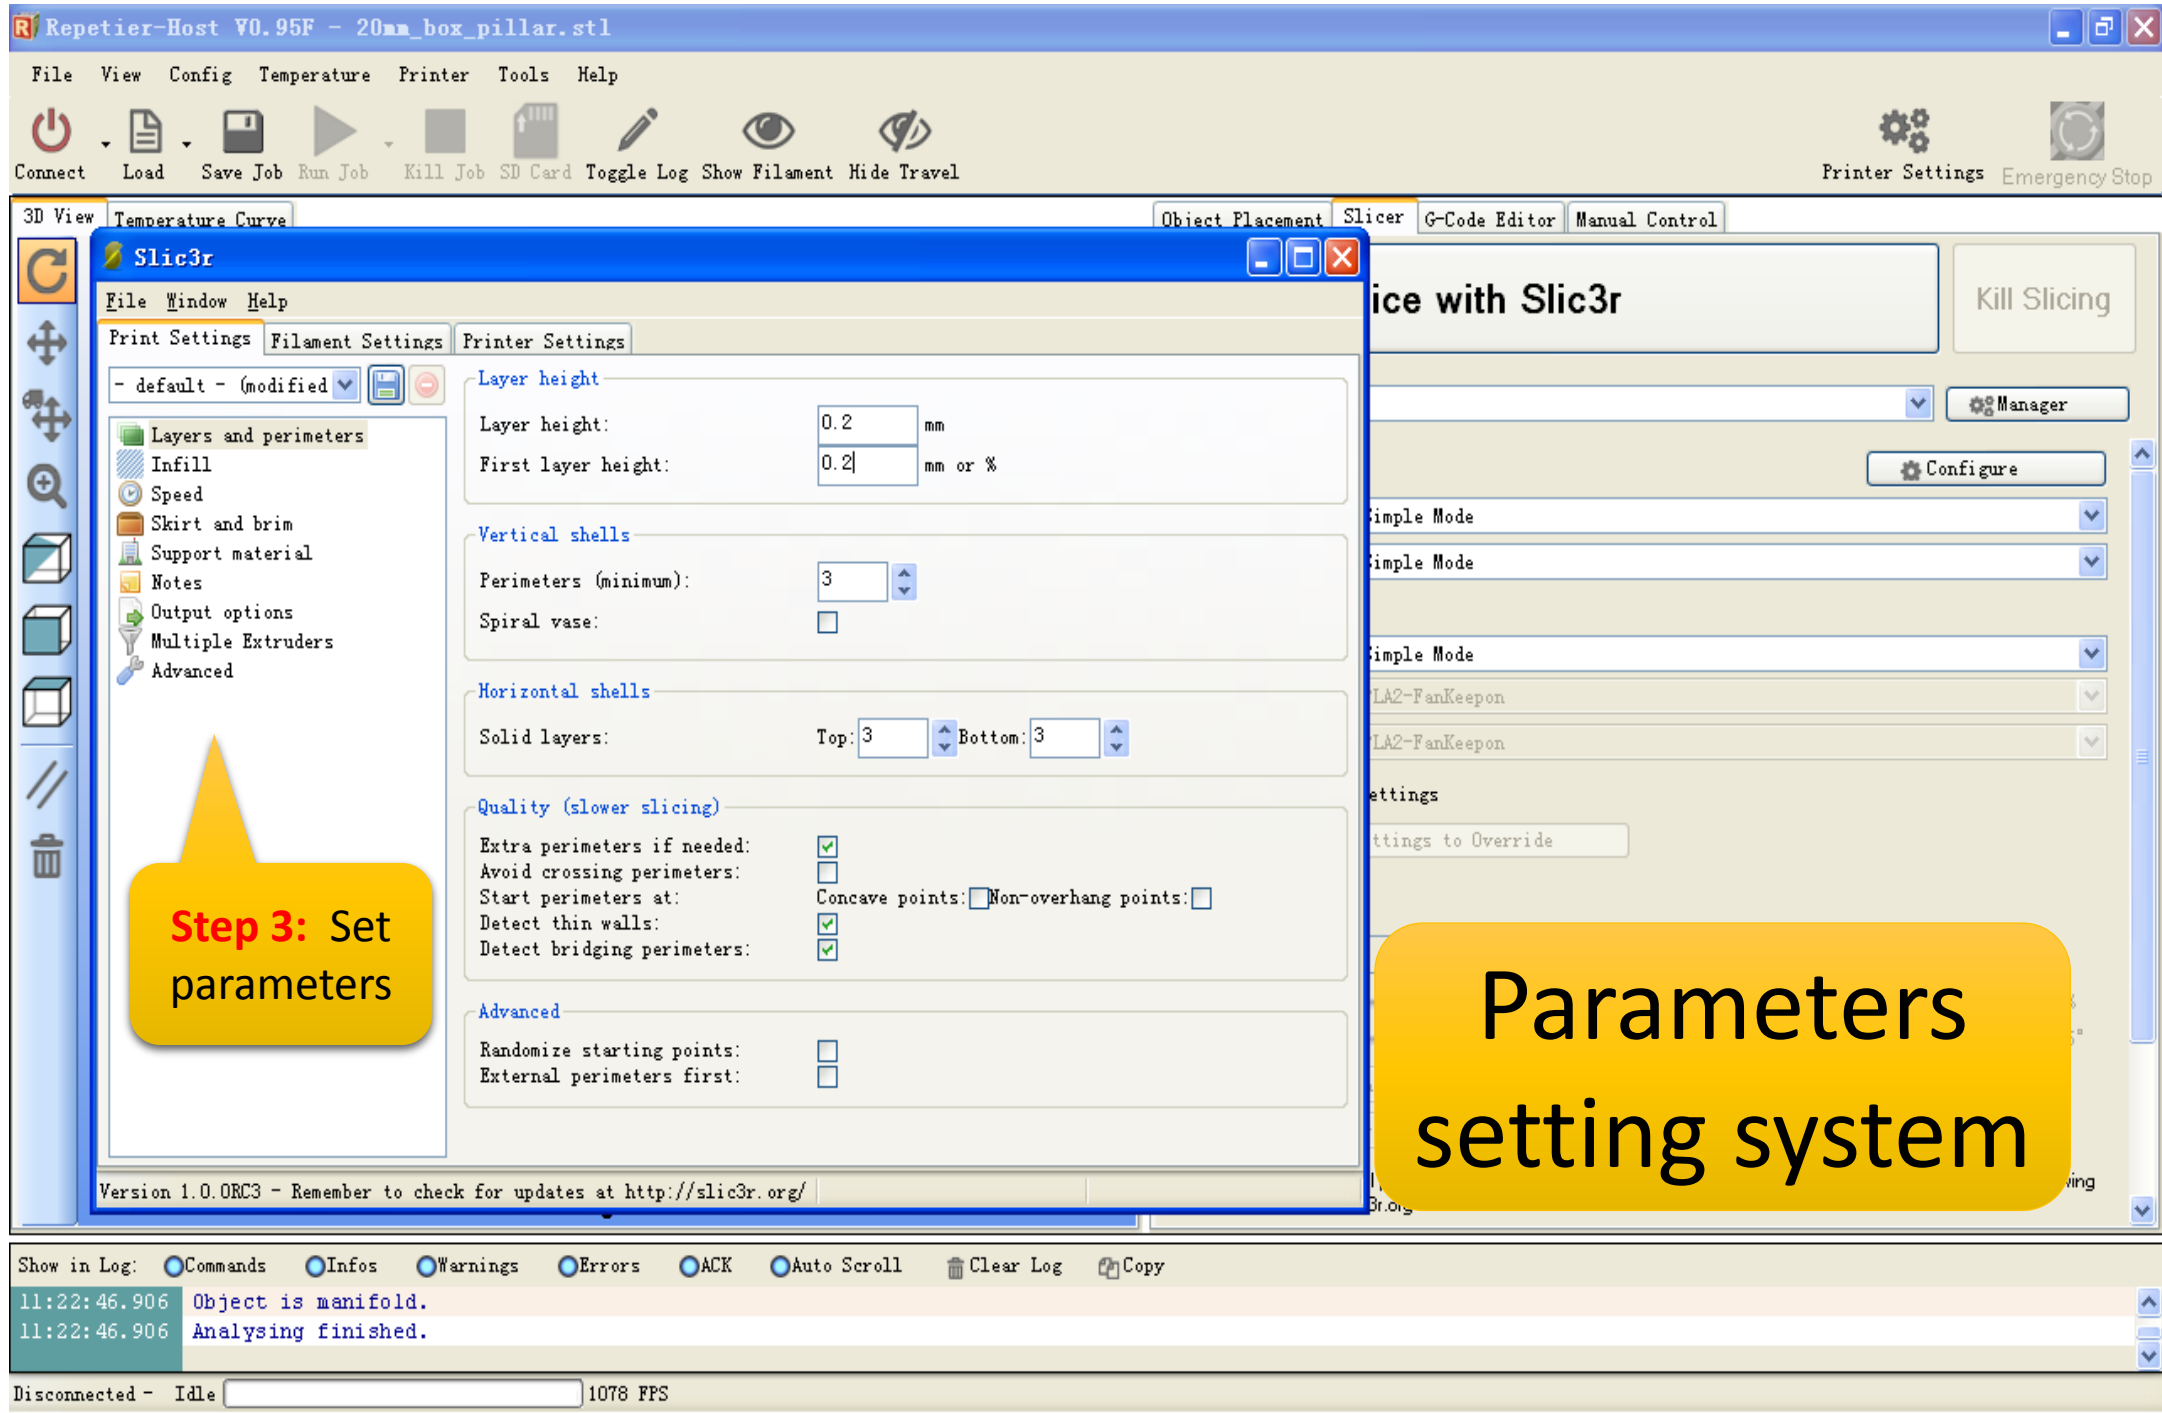 Repetier-Host V0.95F - 20mm_box_pillar.stl
File View Config Temperature Printer Tools Help
Connect Load Save Job Run Job Kill Job SD Card Toggle Log Show Filament Hide Travel Printer Settings Emergency Stop
3D View Temperature Curve Object Placement Slicer G-Code Editor Manual Control
Slic3r
File Window Help
ice with Slic3r
Kill Slicing
Print Settings Filament Settings Printer Settings
- default - (modified
Layers and perimeters
Infill
Speed
Skirt and brim
Support material
Notes
Output options
Multiple Extruders
Advanced
Layer height
Layer height: 0.2 mm
First layer height: 0.2 mm or %
Vertical shells
Perimeters (minimum): 3
Spiral vase:
Horizontal shells
Solid layers: Top: 3 Bottom: 3
Quality (slower slicing)
Extra perimeters if needed:
Avoid crossing perimeters:
Start perimeters at: Concave points: Non-overhang points:
Detect thin walls:
Detect bridging perimeters:
Advanced
Randomize starting points:
External perimeters first:
Version 1.0.0RC3 - Remember to check for updates at http://slic3r.org/
Manager
Configure
Simple Mode
Simple Mode
Simple Mode
PLA2-FanKeepon
PLA2-FanKeepon
ettings
ttings to Override
Step 3: Set
parameters
Parameters
setting system
wing
3r.org
Show in Log: Commands Infos Warnings Errors ACK Auto Scroll Clear Log Copy
11:22:46.906 Object is manifold.
11:22:46.906 Analysing finished.
Disconnected - Idle 1078 FPS